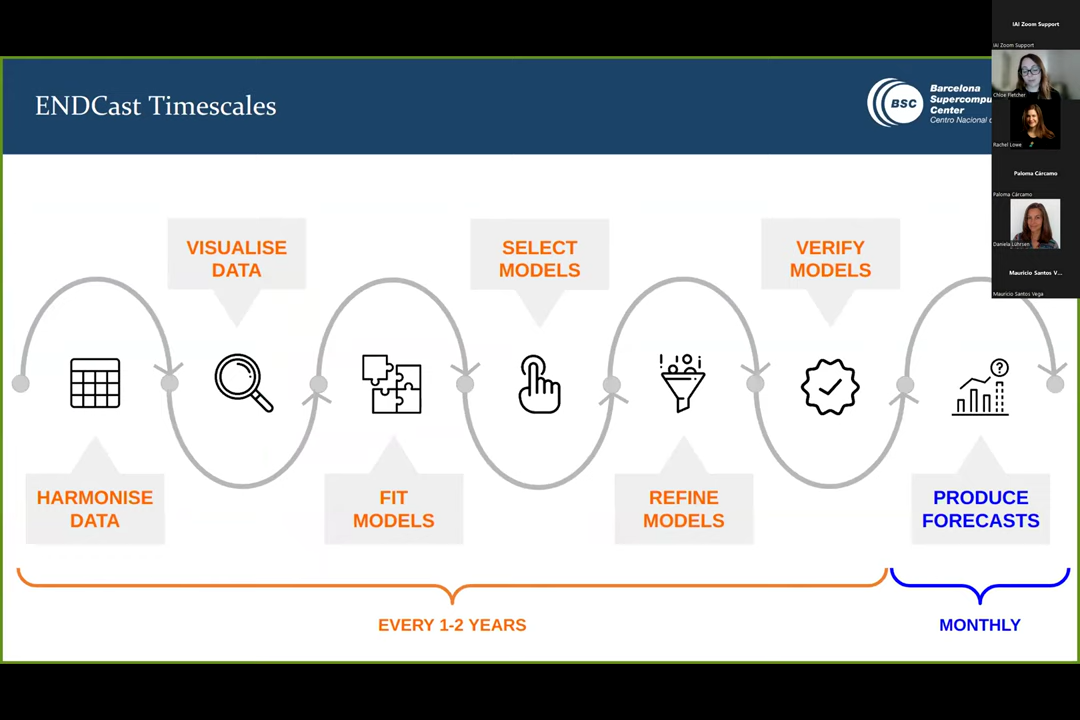 ENDCast Timescales
BSC
Barcelona
Supercompu
Center
Centro Nacional
IAI Zoom Support
IAI Zoom Support
Chloe Fletcher
Rachel Lowe
Paloma Cárcamo
Paloma Cárcamo
Daniela Lührsen
Mauricio Santos V...
Mauricio Santos Vega
VISUALISE
DATA
SELECT
MODELS
VERIFY
MODELS
?
HARMONISE
DATA
FIT
MODELS
REFINE
MODELS
PRODUCE
FORECASTS
EVERY 1-2 YEARS
MONTHLY